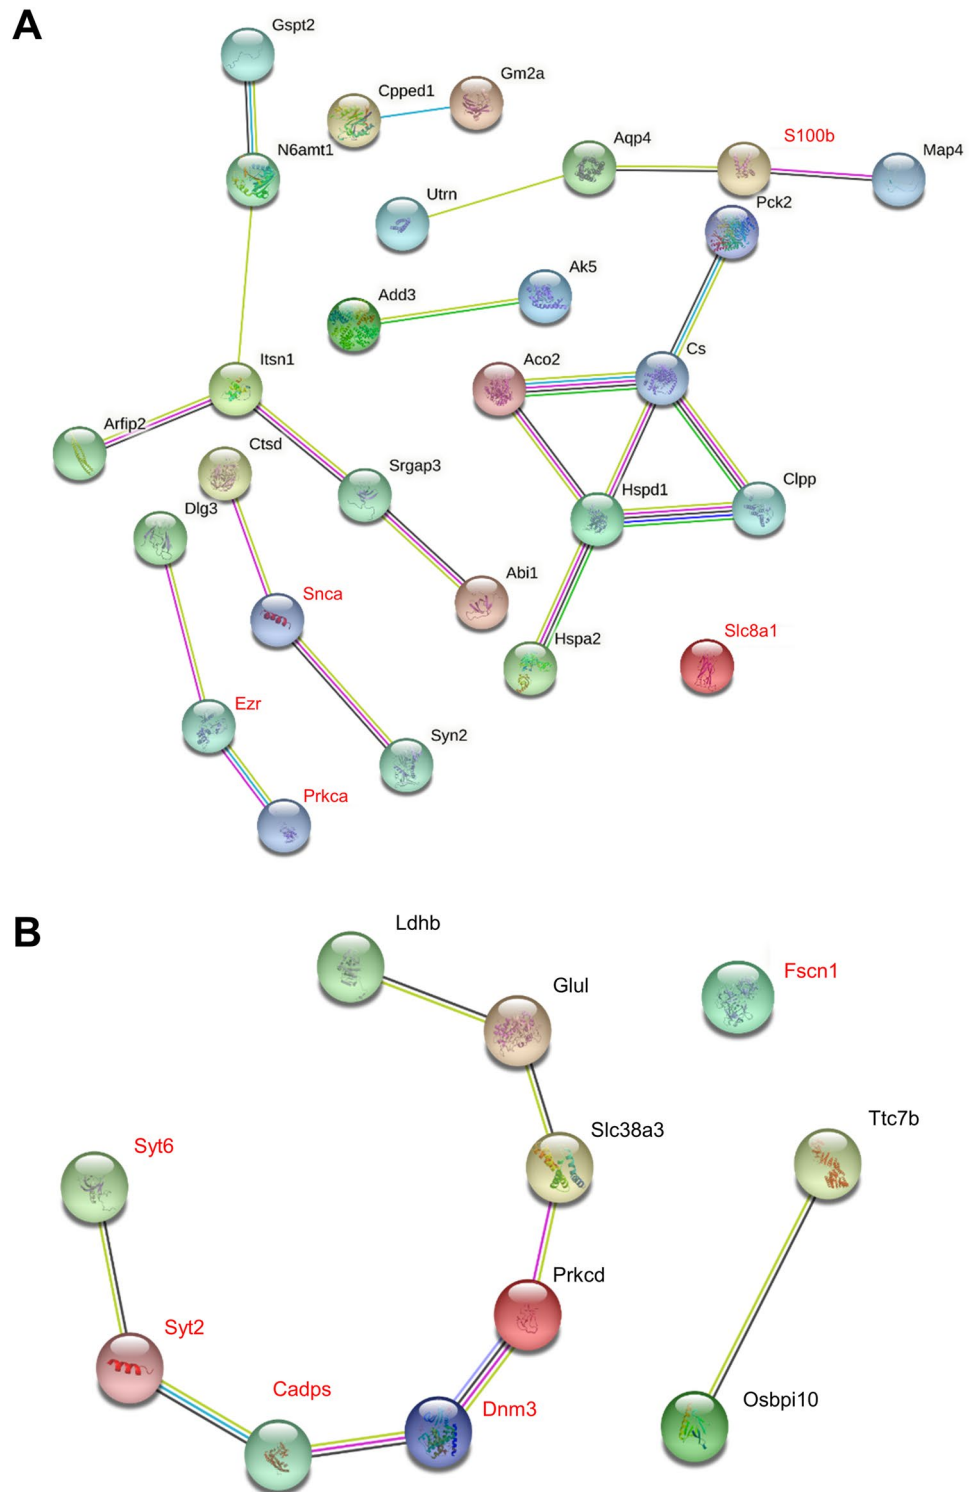 A
Gspt2
Cpped1
Gm2a
N6amt1
Aqp4
S100b
Map4
Utrn
Pck2
Ak5
Add3
Itsn1
Aco2
Cs
Arfip2
Ctsd
Srgap3
Hspd1
Clpp
Dlg3
Abi1
Snca
Hspa2
Slc8a1
Ezr
Syn2
Prkca
B
Ldhb
Glul
Fscn1
Slc38a3
Ttc7b
Syt6
Prkcd
Syt2
Cadps
Dnm3
Osbpi10